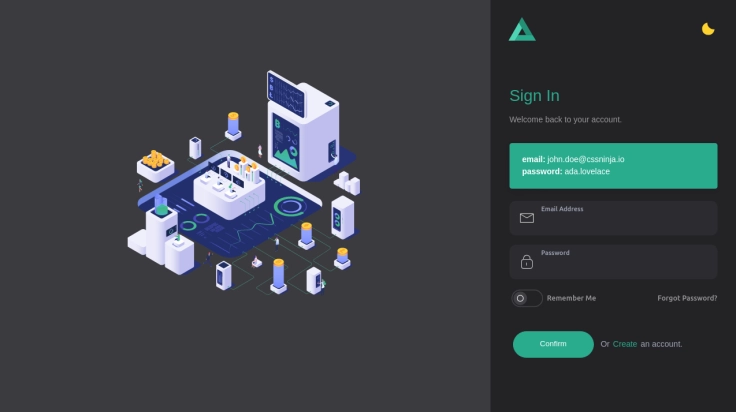 Sign In
Welcome back to your account.
email: john.doe@cssninja.io
password: ada.lovelace
Email Address
Password
Remember Me
Forgot Password?
Confirm
Or Create an account.